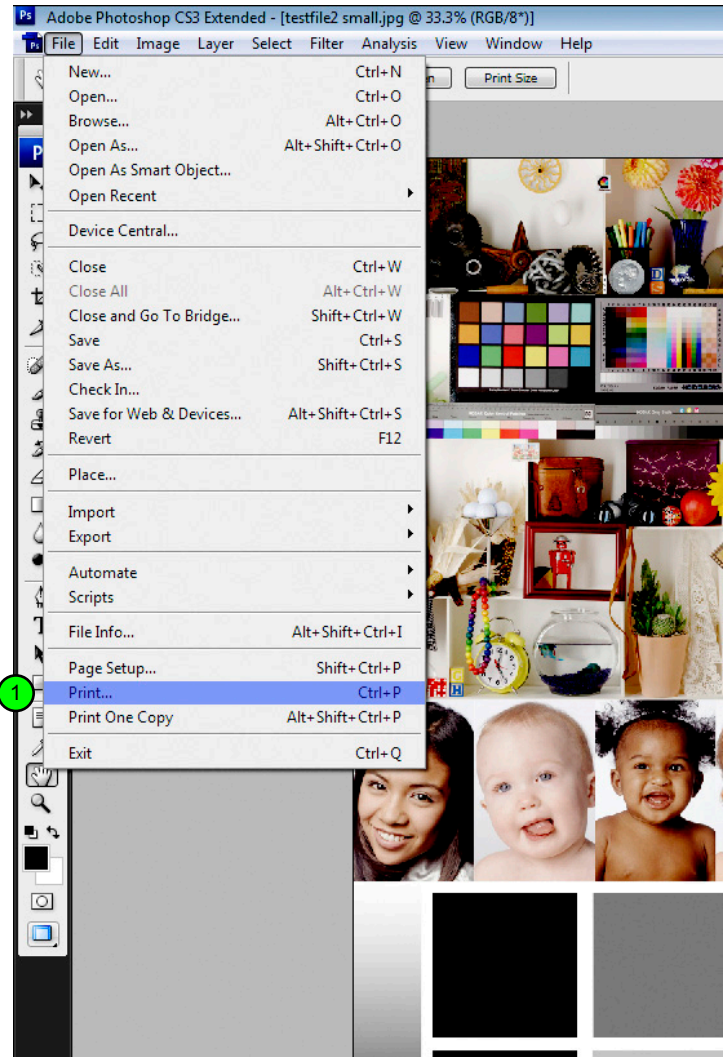 Ps Adobe Photoshop CS3 Extended - [testfile2 small.jpg @ 33.3% (RGB/8*)]
Ps File Edit Image Layer Select Filter Analysis View Window Help
Print Size
New... Ctrl+N
Open... Ctrl+O
Browse... Alt+Ctrl+O
Open As... Alt+Shift+Ctrl+O
Open As Smart Object...
Open Recent
Device Central...
Close Ctrl+W
Close All Alt+Ctrl+W
Close and Go To Bridge... Shift+Ctrl+W
Save Ctrl+S
Save As... Shift+Ctrl+S
Check In...
Save for Web & Devices... Alt+Shift+Ctrl+S
Revert F12
Place...
Import
Export
Automate
Scripts
File Info... Alt+Shift+Ctrl+I
Page Setup... Shift+Ctrl+P
1 Print... Ctrl+P
Print One Copy Alt+Shift+Ctrl+P
Exit Ctrl+Q